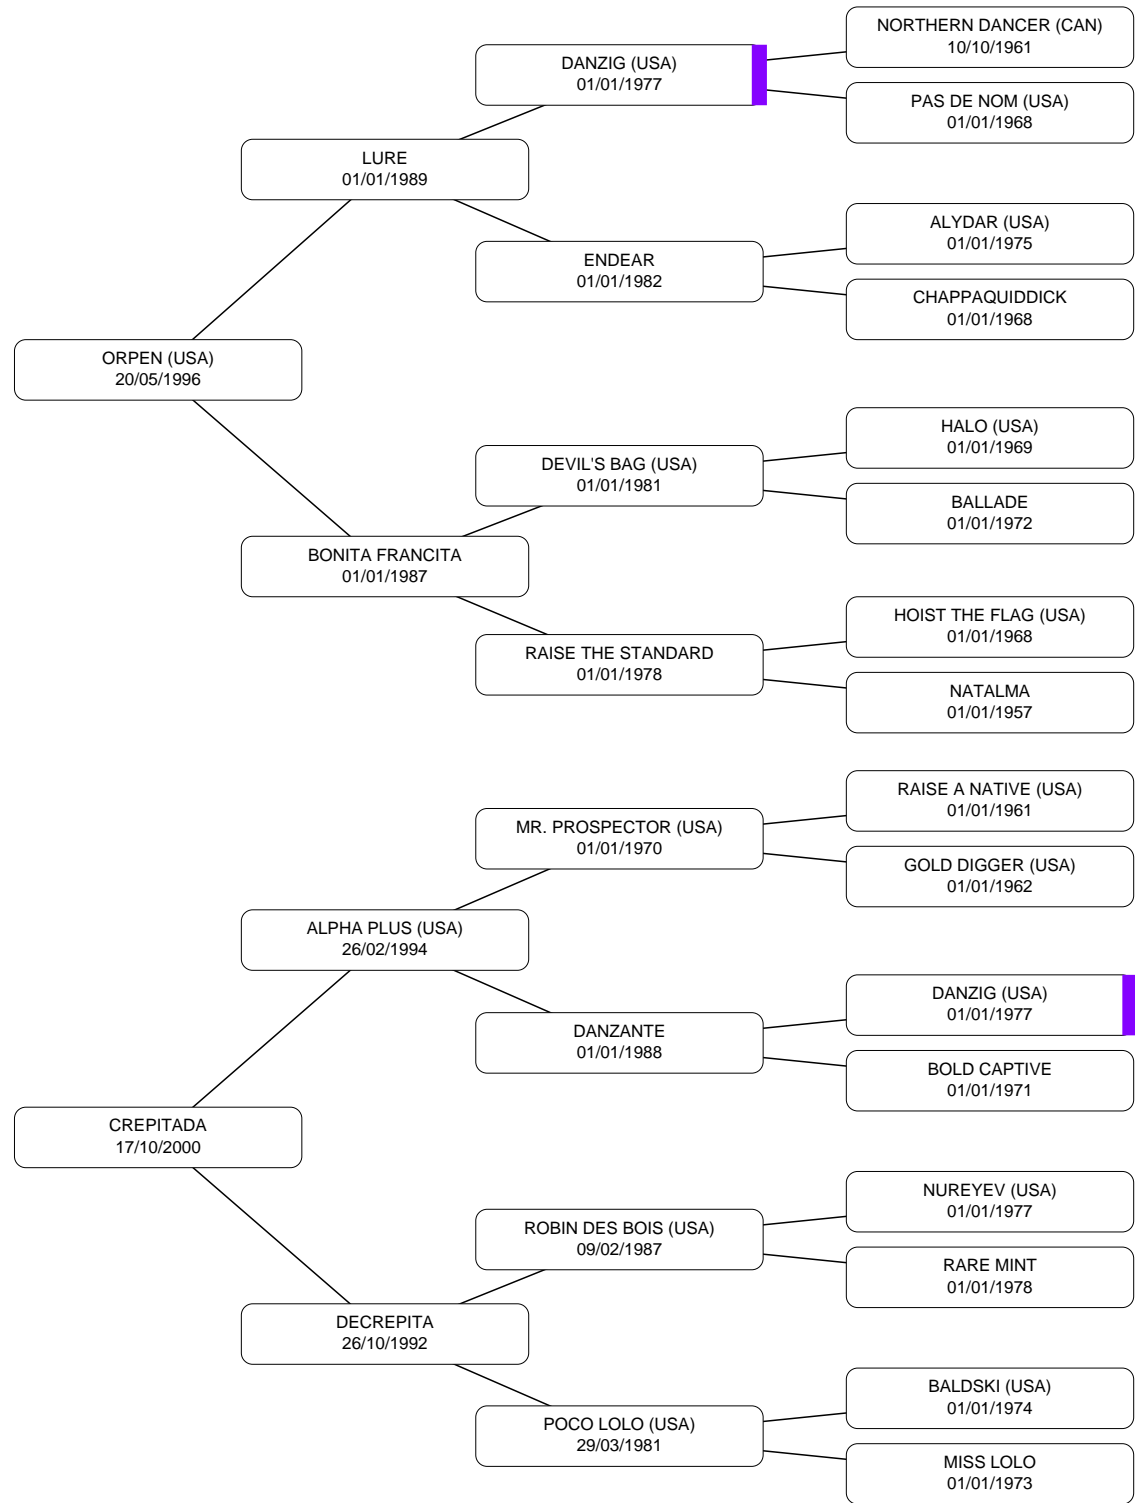 NORTHERN DANCER (CAN)
10/10/1961
DANZIG (USA)
01/01/1977
PAS DE NOM (USA)
01/01/1968
LURE
01/01/1989
ALYDAR (USA)
01/01/1975
ENDEAR
01/01/1982
CHAPPAQUIDDICK
01/01/1968
ORPEN (USA)
20/05/1996
HALO (USA)
01/01/1969
DEVIL'S BAG (USA)
01/01/1981
BALLADE
01/01/1972
BONITA FRANCITA
01/01/1987
HOIST THE FLAG (USA)
01/01/1968
RAISE THE STANDARD
01/01/1978
NATALMA
01/01/1957
RAISE A NATIVE (USA)
01/01/1961
MR. PROSPECTOR (USA)
01/01/1970
GOLD DIGGER (USA)
01/01/1962
ALPHA PLUS (USA)
26/02/1994
DANZIG (USA)
01/01/1977
DANZANTE
01/01/1988
BOLD CAPTIVE
01/01/1971
CREPITADA
17/10/2000
NUREYEV (USA)
01/01/1977
ROBIN DES BOIS (USA)
09/02/1987
RARE MINT
01/01/1978
DECREPITA
26/10/1992
BALDSKI (USA)
01/01/1974
POCO LOLO (USA)
29/03/1981
MISS LOLO
01/01/1973